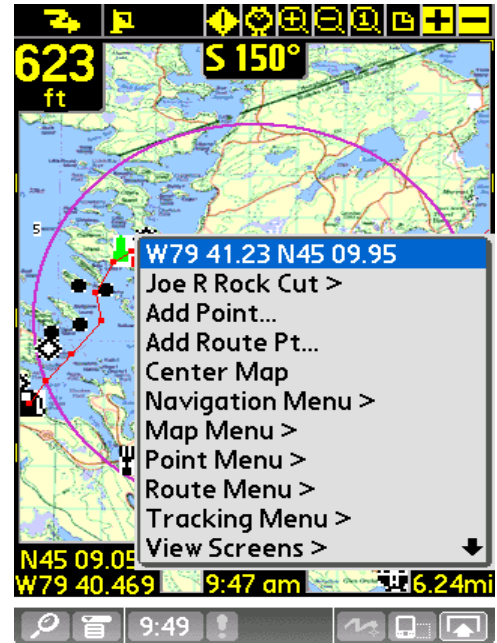 623
ft
S 150°
5
W79 41.23 N45 09.95
Joe R Rock Cut >
Add Point...
Add Route Pt...
Center Map
Navigation Menu >
Map Menu >
Point Menu >
Route Menu >
Tracking Menu >
View Screens >
N45 09.05
W79 40.469
9:47 am
6.24mi
9:49